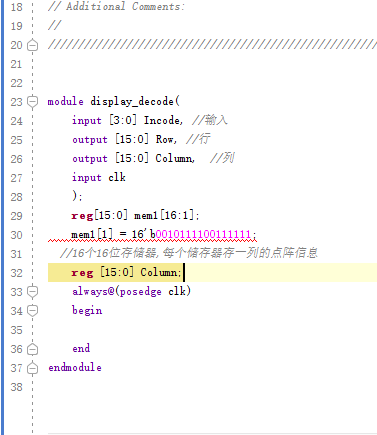 18 // Additional Comments:
19 //
20 //////////////////////////////////////////////////////
21
22
23 module display_decode(
24 input [3:0] Incode, //输入
25 output [15:0] Row, //行
26 output [15:0] Column, //列
27 input clk
28 );
29 reg[15:0] mem1[16:1];
30 mem1[1] = 16'b0010111100111111;
31 //16个16位存储器,每个储存器存一列的点阵信息
32 reg [15:0] Column;
33 always@(posedge clk)
34 begin
35
36 end
37 endmodule
38